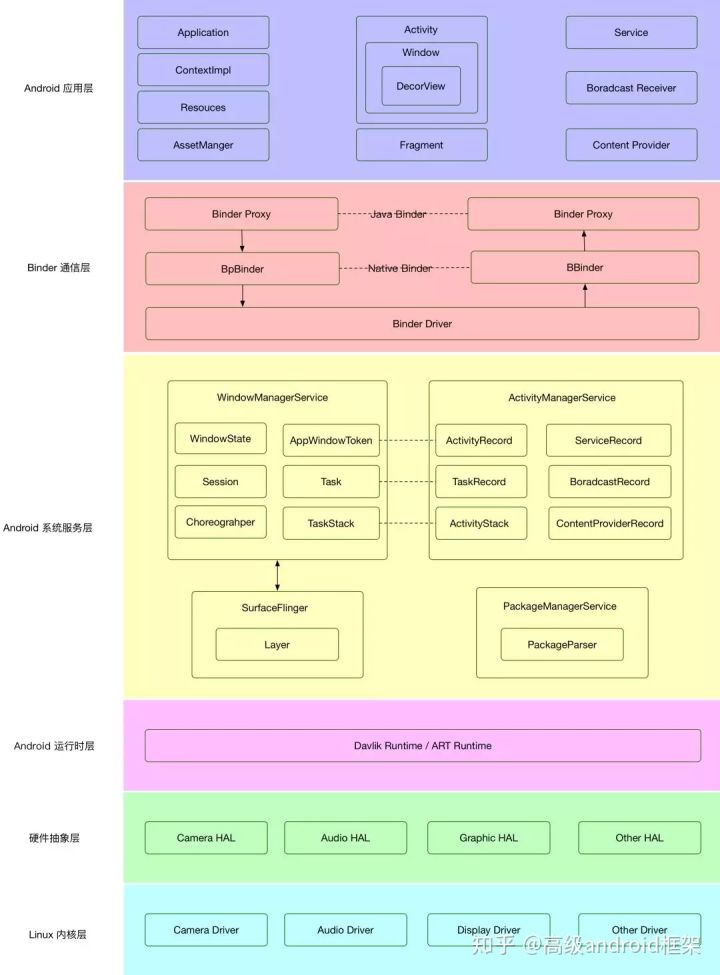 Android 应用层
Application
ContextImpl
Resouces
AssetManger
Activity
Window
DecorView
Fragment
Service
Boradcast Receiver
Content Provider
Binder 通信层
Binder Proxy
Java Binder
Binder Proxy
BpBinder
Native Binder
BBinder
Binder Driver
Android 系统服务层
WindowManagerService
WindowState
AppWindowToken
Session
Task
Choreograhper
TaskStack
ActivityManagerService
ActivityRecord
ServiceRecord
TaskRecord
BoradcastRecord
ActivityStack
ContentProviderRecord
SurfaceFlinger
Layer
PackageManagerService
PackageParser
Android 运行时层
Davlik Runtime / ART Runtime
硬件抽象层
Camera HAL
Audio HAL
Graphic HAL
Other HAL
Linux 内核层
Camera Driver
Audio Driver
Display Driver
Other Driver
知乎 @高级android框架